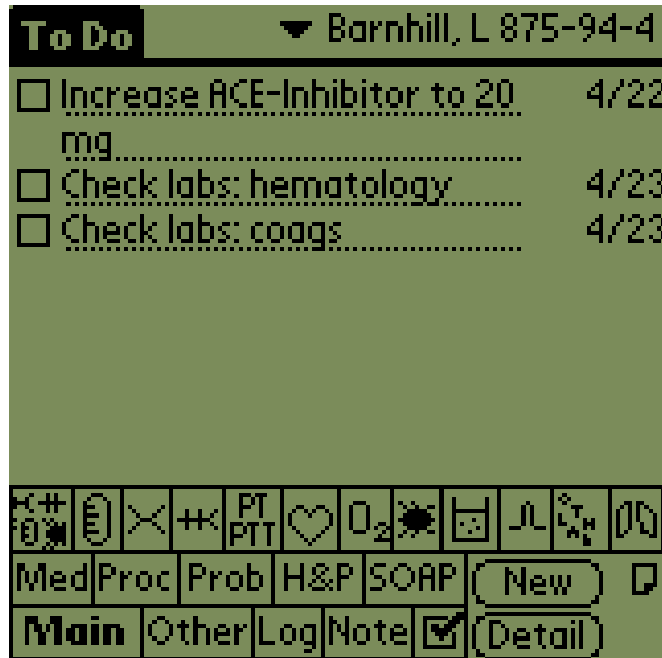 To Do Barnhill, L 875-94-4
Increase ACE-Inhibitor to 20 4/22
mg
Check labs: hematology 4/23
Check labs: coags 4/23
PT
PTT O2
Med Proc Prob H&P SOAP New
Main Other Log Note Detail